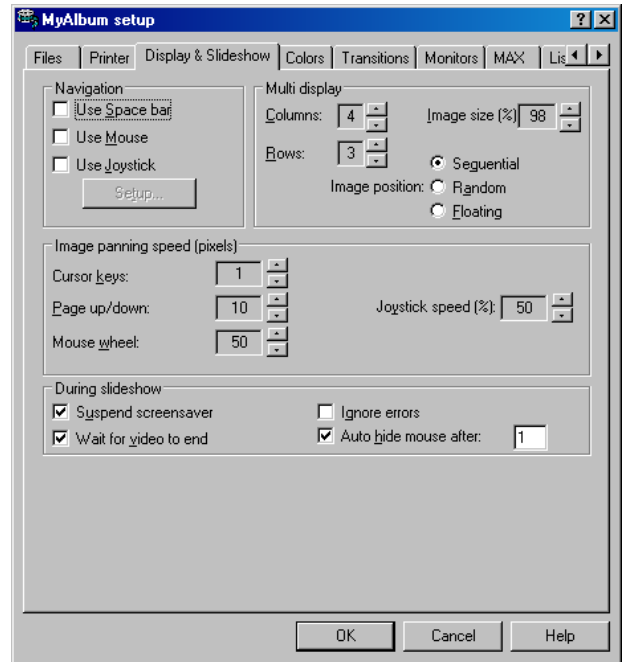 MyAlbum setup
Files Printer Display & Slideshow Colors Transitions Monitors MAX Lis
Navigation
Use Space bar
Use Mouse
Use Joystick
Setup...
Multi display
Columns: 4 Image size (%) 98
Rows: 3
Image position:
Seguential
Random
Floating
Image panning speed (pixels)
Cursor keys: 1
Page up/down: 10 Joystick speed (%): 50
Mouse wheel: 50
During slideshow
Suspend screensaver Ignore errors
Wait for video to end Auto hide mouse after: 1
OK Cancel Help